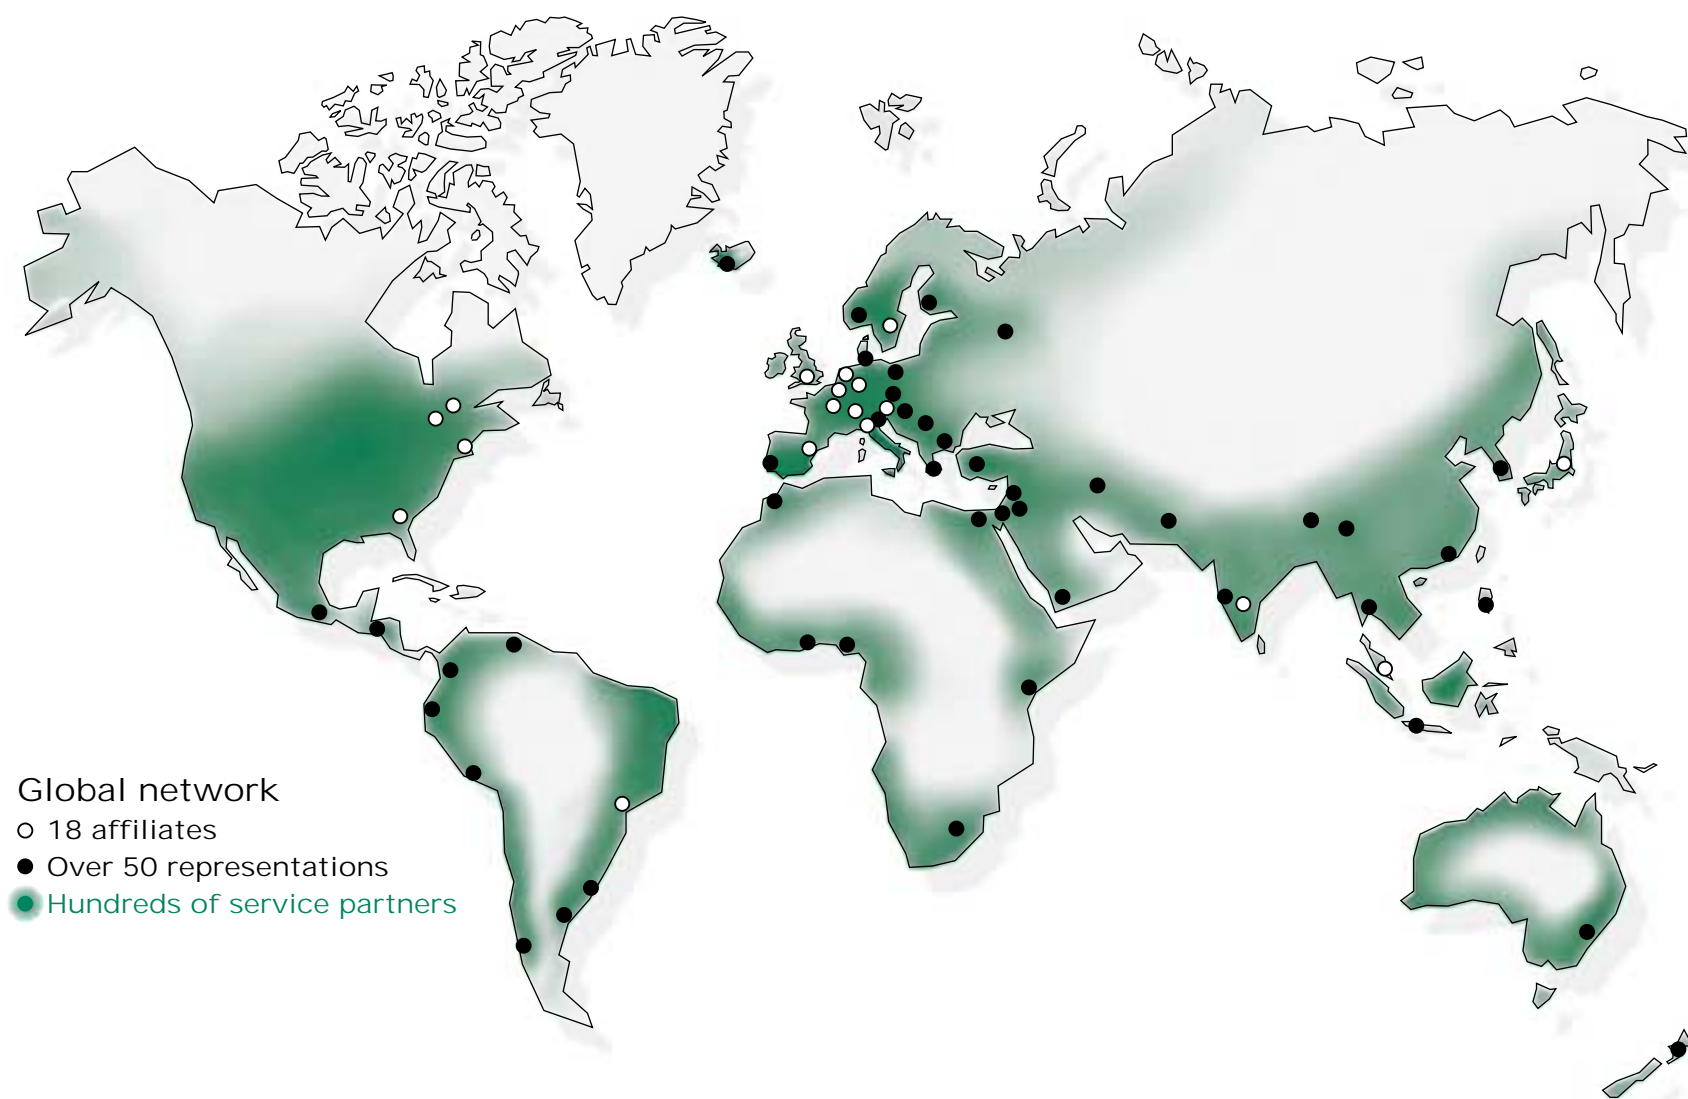 Global network
18 affiliates
Over 50 representations
Hundreds of service partners